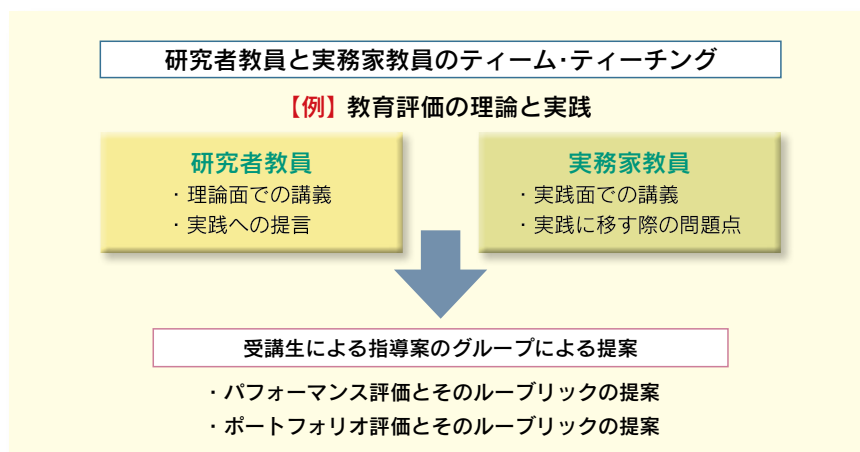 研究者教員と実務家教員のティーム・ティーチング
【例】教育評価の理論と実践
研究者教員
・理論面での講義
・実践への提言
実務家教員
・実践面での講義
・実践に移す際の問題点
受講生による指導案のグループによる提案
・パフォーマンス評価とそのルーブリックの提案
・ポートフォリオ評価とそのルーブリックの提案